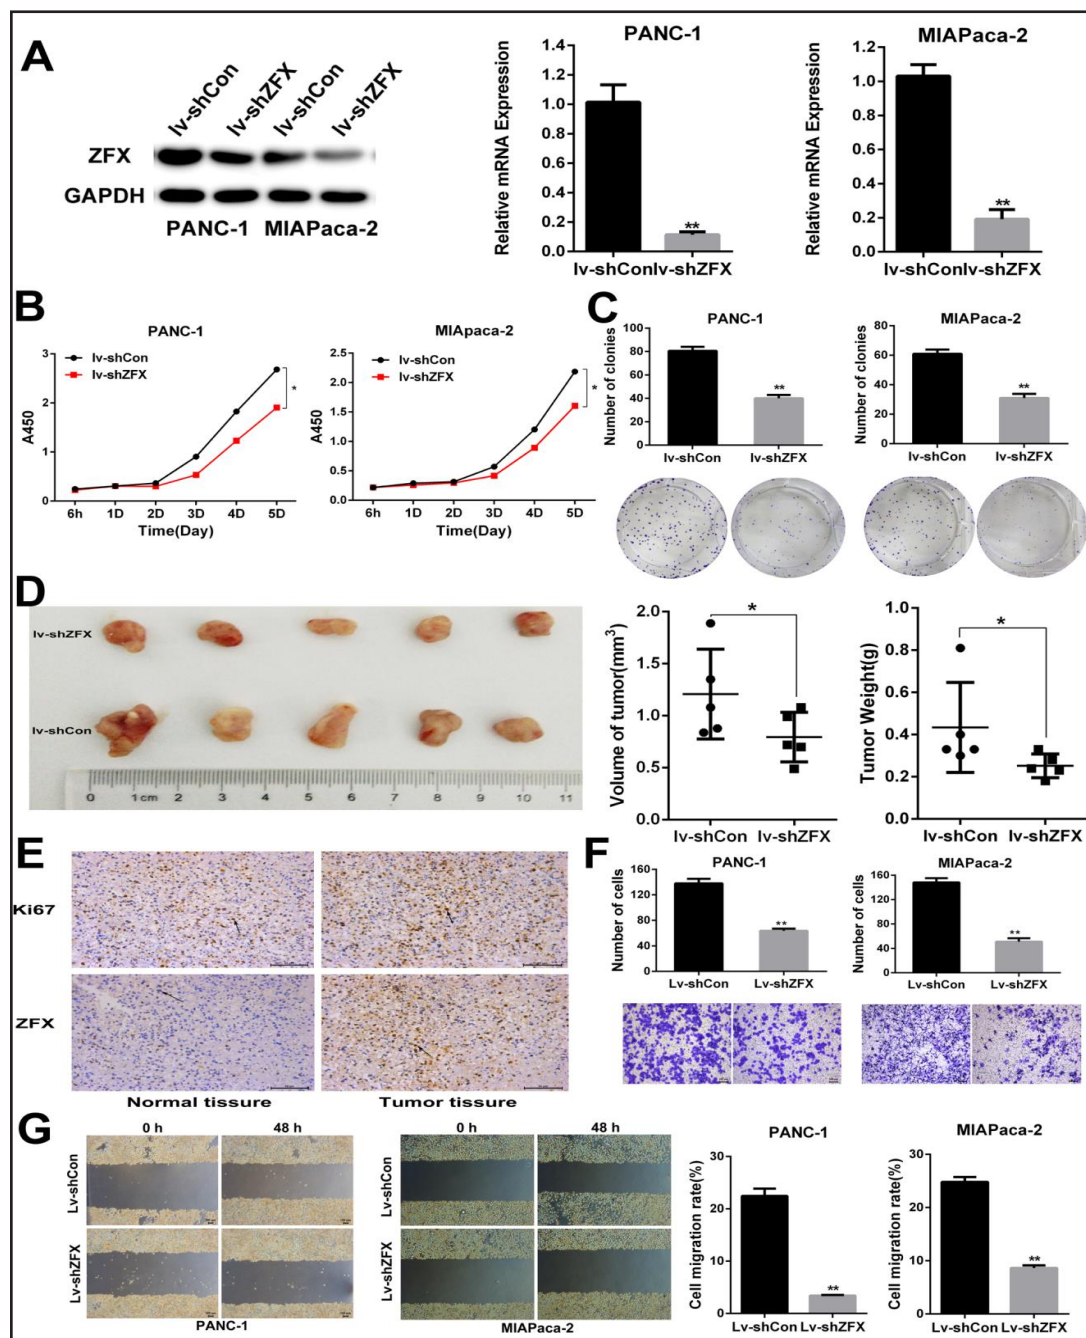 A
lv-shCon lv-shZFX lv-shCon lv-shZFX
ZFX
GAPDH
PANC-1 MIAPaca-2
PANC-1
Relative mRNA Expression
1.4
1.2
1.0
0.8
0.6
0.4
0.2
0.0
**
lv-shConlv-shZFX
MIAPaca-2
Relative mRNA Expression
1.2
1.0
0.8
0.6
0.4
0.2
0.0
**
lv-shConlv-shZFX
B
PANC-1
lv-shCon
lv-shZFX
A450
3
2
1
0
*
6h 1D 2D 3D 4D 5D
Time(Day)
MIApaca-2
lv-shCon
lv-shZFX
A450
2.5
2.0
1.5
1.0
0.5
0.0
*
6h 1D 2D 3D 4D 5D
Time(Day)
C
PANC-1
Number of clonies
100
80
60
40
20
0
**
lv-shCon lv-shZFX
MIAPaca-2
Number of clonies
80
60
40
20
0
**
lv-shCon lv-shZFX
D
lv-shZFX
lv-shCon
0 1cm 2 3 4 5 6 7 8 9 10 11
Volume of tumor(mm3)
2.0
1.5
1.0
0.5
0.0
*
lv-shCon lv-shZFX
Tumor Weight(g)
1.0
0.8
0.6
0.4
0.2
0.0
*
lv-shCon lv-shZFX
E
Ki67
ZFX
Normal tissure Tumor tissure
F
PANC-1
Number of cells
160
120
80
40
0
**
Lv-shCon Lv-shZFX
MIAPaca-2
Number of cells
160
120
80
40
0
**
Lv-shCon Lv-shZFX
G
0 h 48 h
Lv-shCon
Lv-shZFX
PANC-1
0 h 48 h
Lv-shCon
Lv-shZFX
MIAPaca-2
PANC-1
Cell migration rate(%)
30
20
10
0
**
Lv-shCon Lv-shZFX
MIAPaca-2
Cell migration rate(%)
30
20
10
0
**
Lv-shCon Lv-shZFX